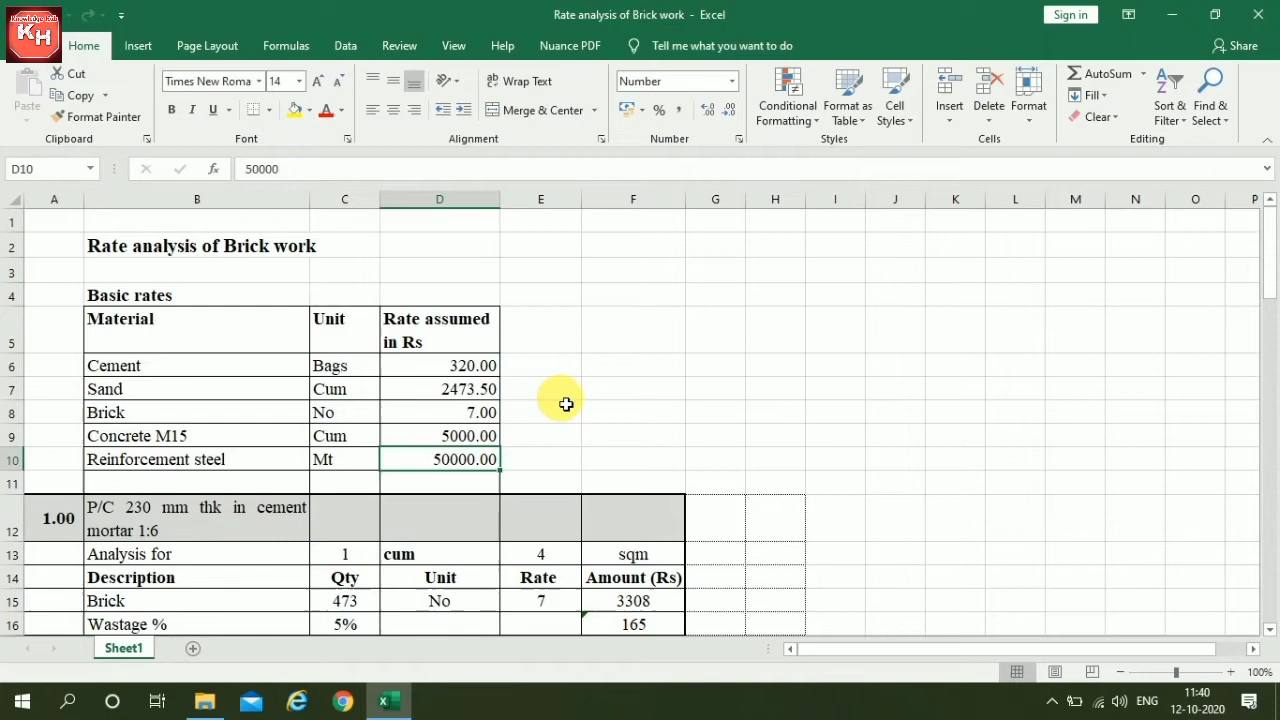 Knowledge hub
KH
Rate analysis of Brick work - Excel
Sign in
Home Insert Page Layout Formulas Data Review View Help Nuance PDF Tell me what you want to do Share
Paste
Cut
Copy
Format Painter
Clipboard
Times New Roma 14
B I U
Font
Wrap Text
Merge & Center
Alignment
Number
% ,
Number
Conditional Formatting
Format as Table
Cell Styles
Styles
Insert
Delete
Format
Cells
AutoSum
Fill
Clear
Sort & Filter
Find & Select
Editing
D10 fx 50000
A B C D E F G H I J K L M N O P
1
2 Rate analysis of Brick work
3
4 Basic rates
5 Material Unit Rate assumed in Rs
6 Cement Bags 320.00
7 Sand Cum 2473.50
8 Brick No 7.00
9 Concrete M15 Cum 5000.00
10 Reinforcement steel Mt 50000.00
11
12 1.00 P/C 230 mm thk in cement mortar 1:6
13 Analysis for 1 cum 4 sqm
14 Description Qty Unit Rate Amount (Rs)
15 Brick 473 No 7 3308
16 Wastage % 5% 165
Sheet1
100%
ENG
11:40
12-10-2020